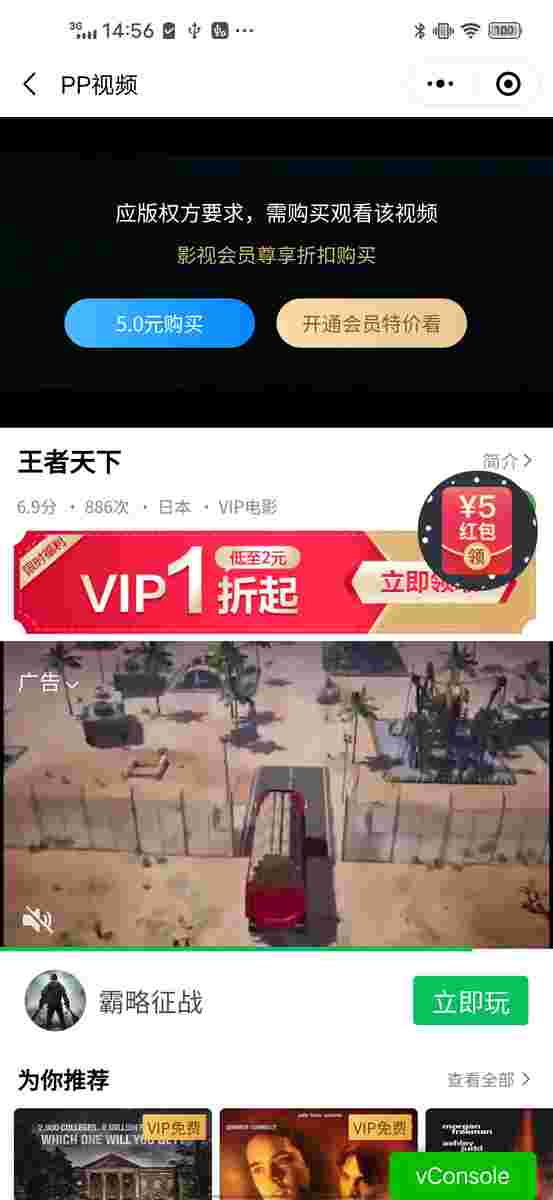 3G 14:56 100
PP视频
应版权方要求，需购买观看该视频
影视会员尊享折扣购买
5.0元购买
开通会员特价看
王者天下
简介
6.9分 · 886次 · 日本 · VIP电影
¥5
红包
领
限时福利
VIP1折起
低至2元
立即领
广告
霸略征战
立即玩
为你推荐
查看全部
VIP免费
WHICH ONE WILL YOU GET
VIP免费
morgan
freeman
ashley
judd
vConsole